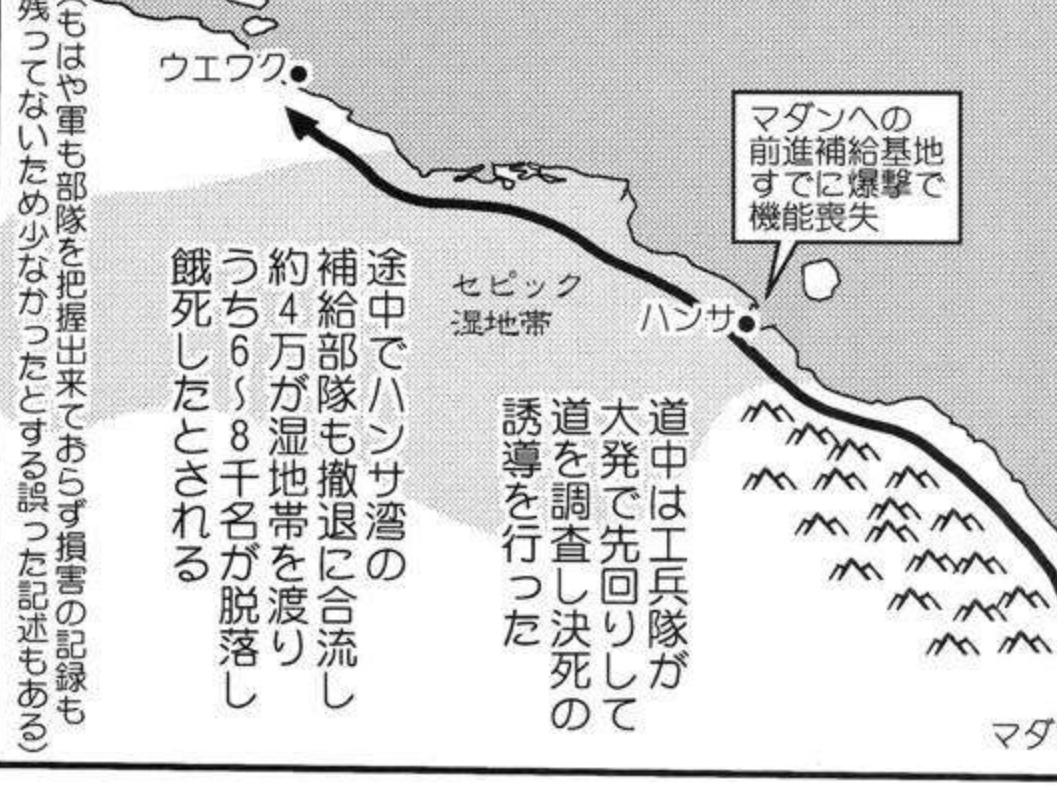 ウエワク
マダンへの
前進補給基地
すでに爆撃で
機能喪失
セピック
湿地帯
ハンサ
道中は工兵隊が
大発で先回りして
道を調査し決死の
誘導を行った
途中でハンサ湾の
補給部隊も撤退に合流し
約4万が湿地帯を渡り
うち6〜8千名が脱落し
餓死したとされる
(もはや軍も部隊を把握出来ておらず損害の記録も
残ってないため少なかったとする誤った記述もある)
マダ